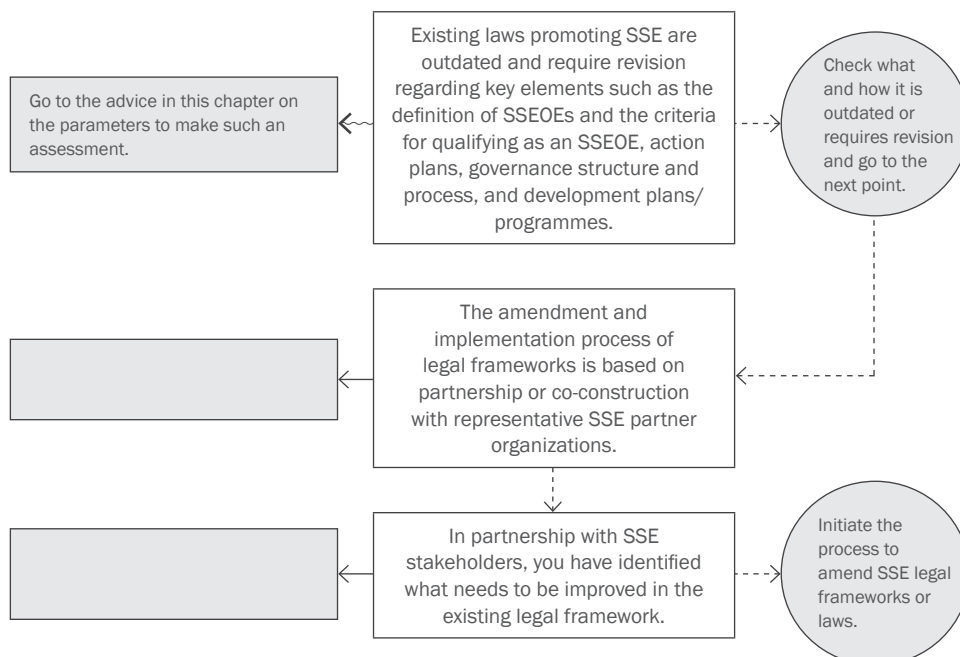 Existing laws promoting SSE are
outdated and require revision
regarding key elements such as the
definition of SSEOEs and the criteria
for qualifying as an SSEOE, action
plans, governance structure and
process, and development plans/
programmes.
Go to the advice in this chapter on
the parameters to make such an
assessment.
Check what
and how it is
outdated or
requires revision
and go to the
next point.
The amendment and
implementation process of
legal frameworks is based on
partnership or co-construction
with representative SSE partner
organizations.
In partnership with SSE
stakeholders, you have identified
what needs to be improved in the
existing legal framework.
Initiate the
process to
amend SSE legal
frameworks or
laws.